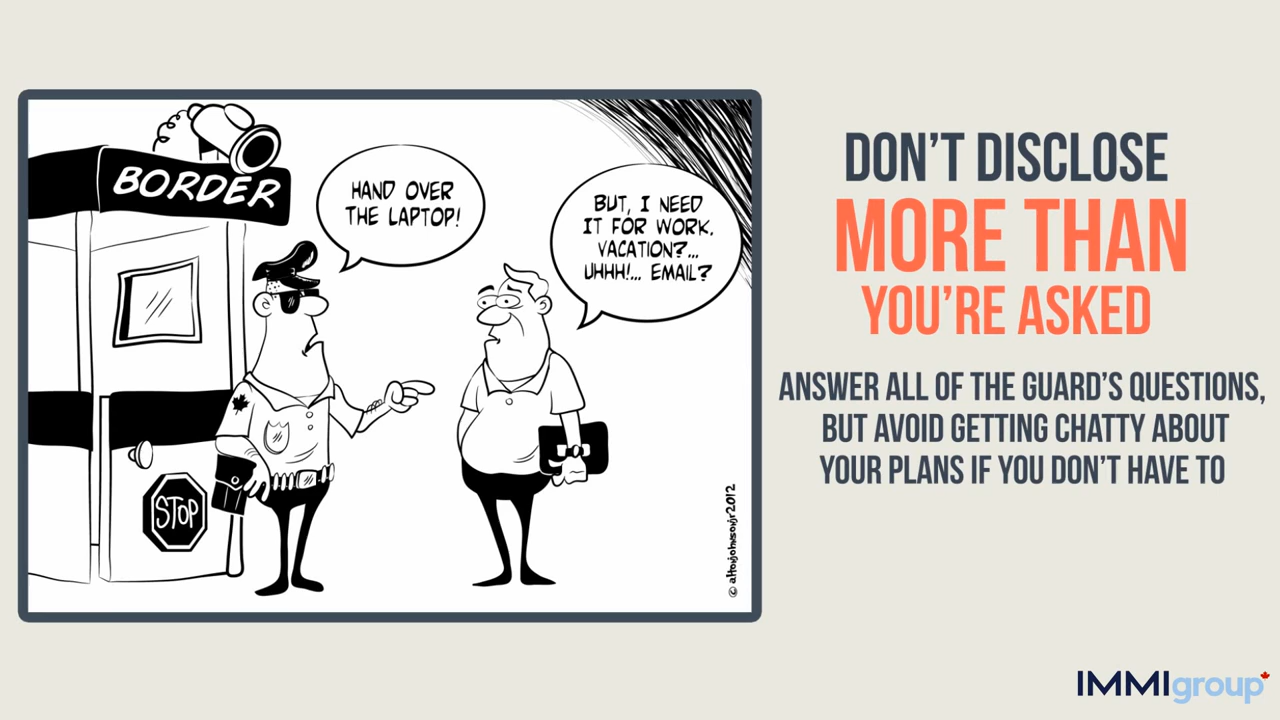 BORDER
HAND OVER
THE LAPTOP!
BUT, I NEED
IT FOR WORK.
VACATION?...
UHHH!... EMAIL?
STOP
© altonjohnsonjr2012
DON'T DISCLOSE
MORE THAN
YOU'RE ASKED
ANSWER ALL OF THE GUARD'S QUESTIONS,
BUT AVOID GETTING CHATTY ABOUT
YOUR PLANS IF YOU DON'T HAVE TO
IMMIgroup